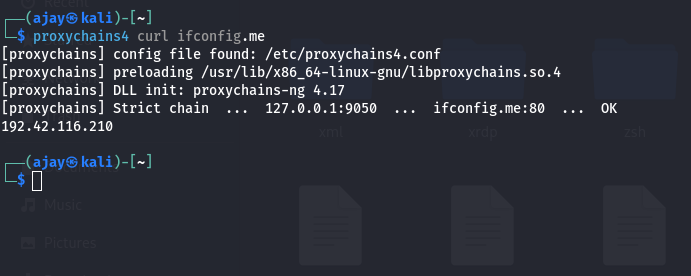 Recent
(ajay㉿kali)-[~]
$ proxychains4 curl ifconfig.me
[proxychains] config file found: /etc/proxychains4.conf
[proxychains] preloading /usr/lib/x86_64-linux-gnu/libproxychains.so.4
[proxychains] DLL init: proxychains-ng 4.17
[proxychains] Strict chain  ...  127.0.0.1:9050  ...  ifconfig.me:80  ...  OK
192.42.116.210
xml xrdp zsh
(ajay㉿kali)-[~]
$
Music
Pictures